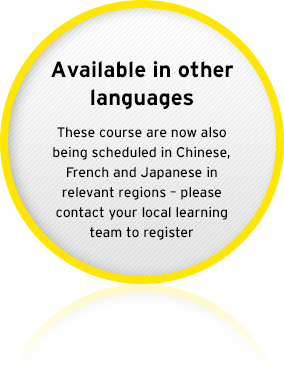 Available in other
languages
These course are now also
being scheduled in Chinese,
French and Japanese in
relevant regions – please
contact your local learning
team to register